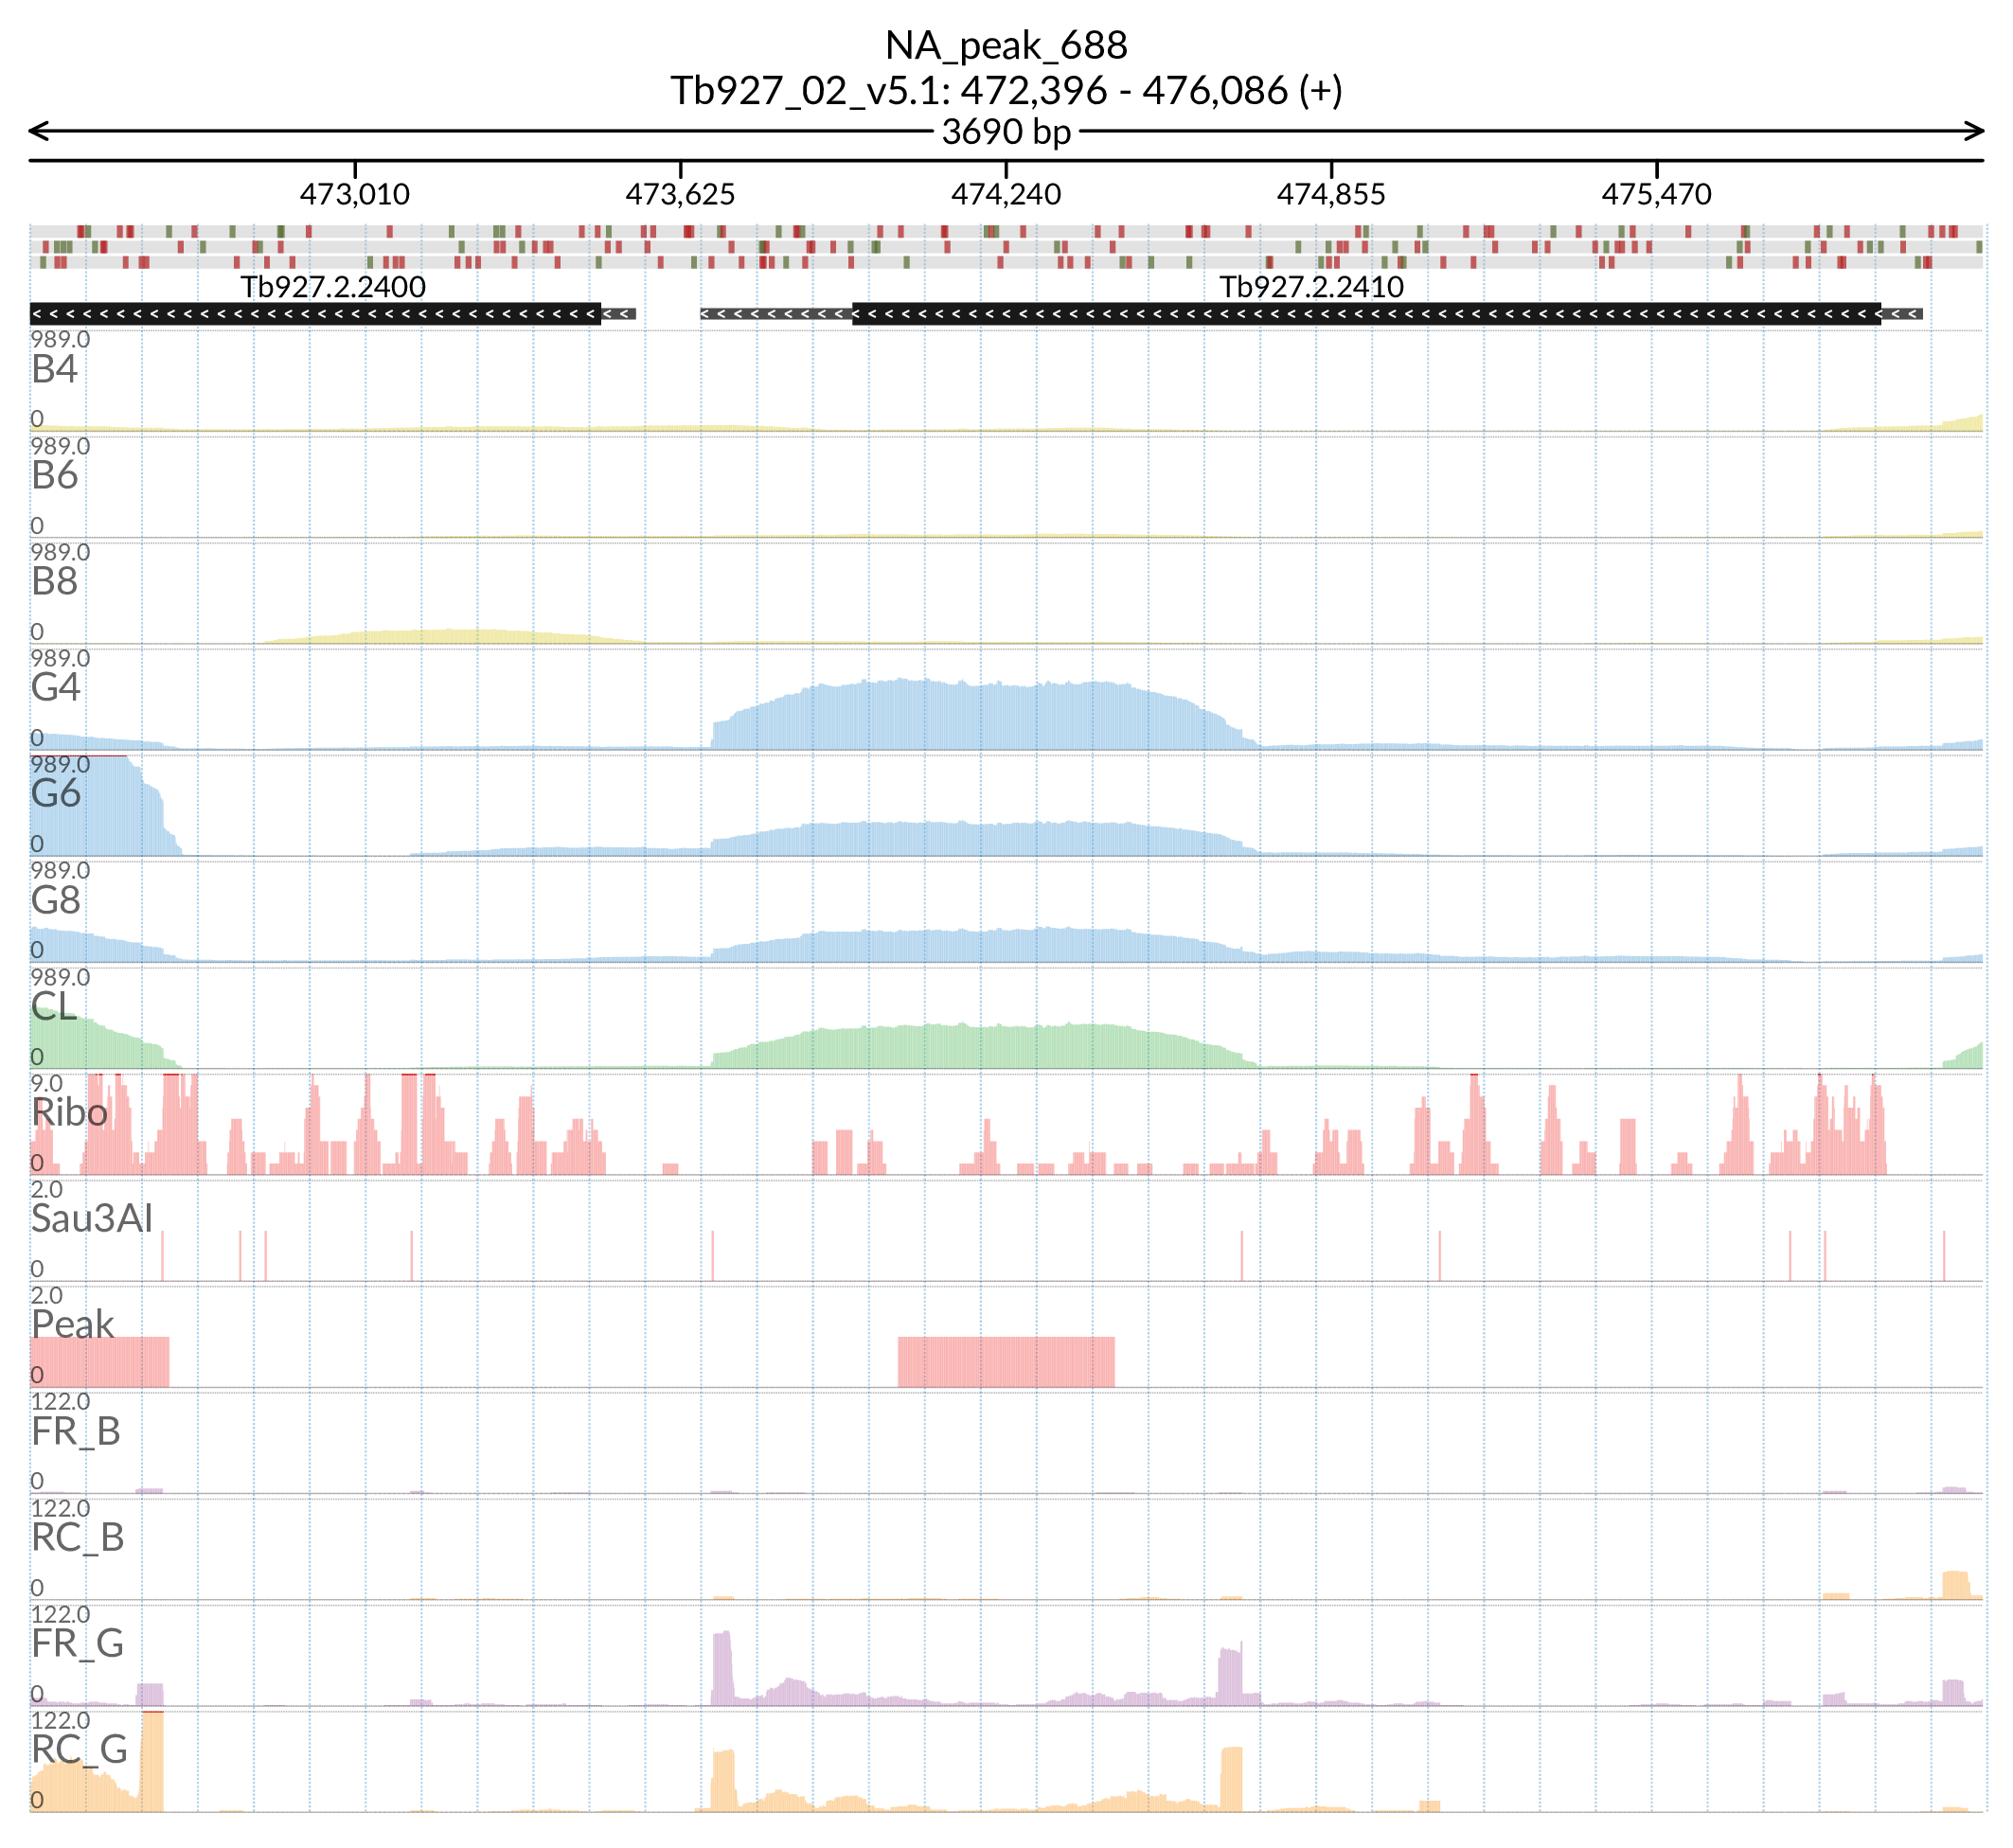 NA_peak_688
Tb927_02_v5.1: 472,396 - 476,086 (+)
3690 bp
473,010 473,625 474,240 474,855 475,470
Tb927.2.2400 Tb927.2.2410
989.0
B4
0
989.0
B6
0
989.0
B8
0
989.0
G4
0
989.0
G6
0
989.0
G8
0
989.0
CL
0
9.0
Ribo
0
2.0
Sau3AI
0
2.0
Peak
0
122.0
FR_B
0
122.0
RC_B
0
122.0
FR_G
0
122.0
RC_G
0